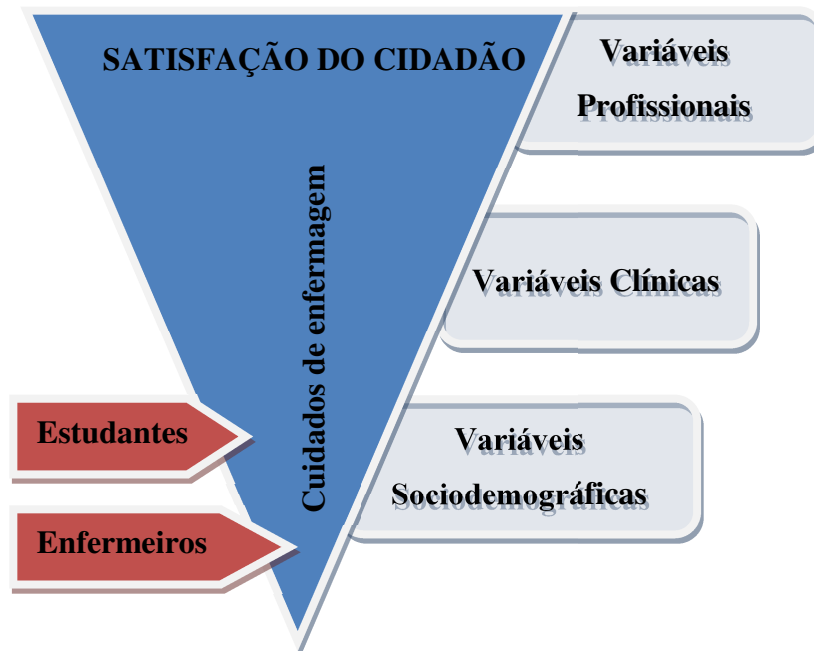 SATISFAÇÃO DO CIDADÃO
Cuidados de enfermagem
Variáveis
Profissionais
Variáveis Clínicas
Variáveis
Sociodemográficas
Estudantes
Enfermeiros